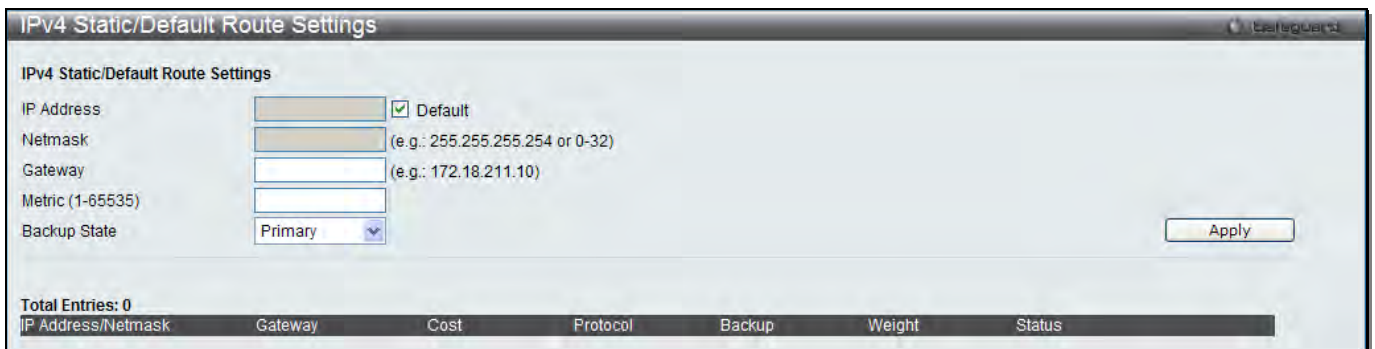 IPv4 Static/Default Route Settings
Safeguard
IPv4 Static/Default Route Settings
IP Address Default
Netmask (e.g.: 255.255.255.254 or 0-32)
Gateway (e.g.: 172.18.211.10)
Metric (1-65535)
Backup State Primary Apply
Total Entries: 0
IP Address/Netmask Gateway Cost Protocol Backup Weight Status